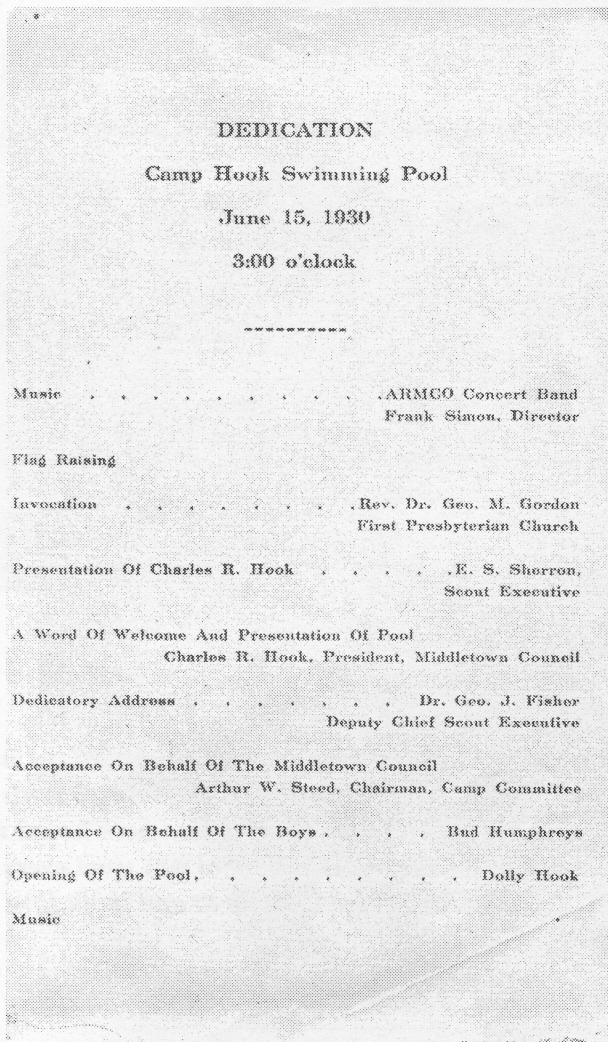 DEDICATION
Camp Hook Swimming Pool
June 15, 1930
3:00 o'clock
----------
Music . . . . . . . . . .ARMCO Concert Band
Frank Simon, Director
Flag Raising
Invocation . . . . . . . .Rev. Dr. Geo. M. Gordon
First Presbyterian Church
Presentation Of Charles R. Hook . . . . .E. S. Sherron,
Scout Executive
A Word Of Welcome And Presentation Of Pool
Charles R. Hook, President, Middletown Council
Dedicatory Address . . . . . . . Dr. Geo. J. Fisher
Deputy Chief Scout Executive
Acceptance On Behalf Of The Middletown Council
Arthur W. Steed, Chairman, Camp Committee
Acceptance On Behalf Of The Boys . . . . Bud Humphreys
Opening Of The Pool. . . . . . . . . Dolly Hook
Music